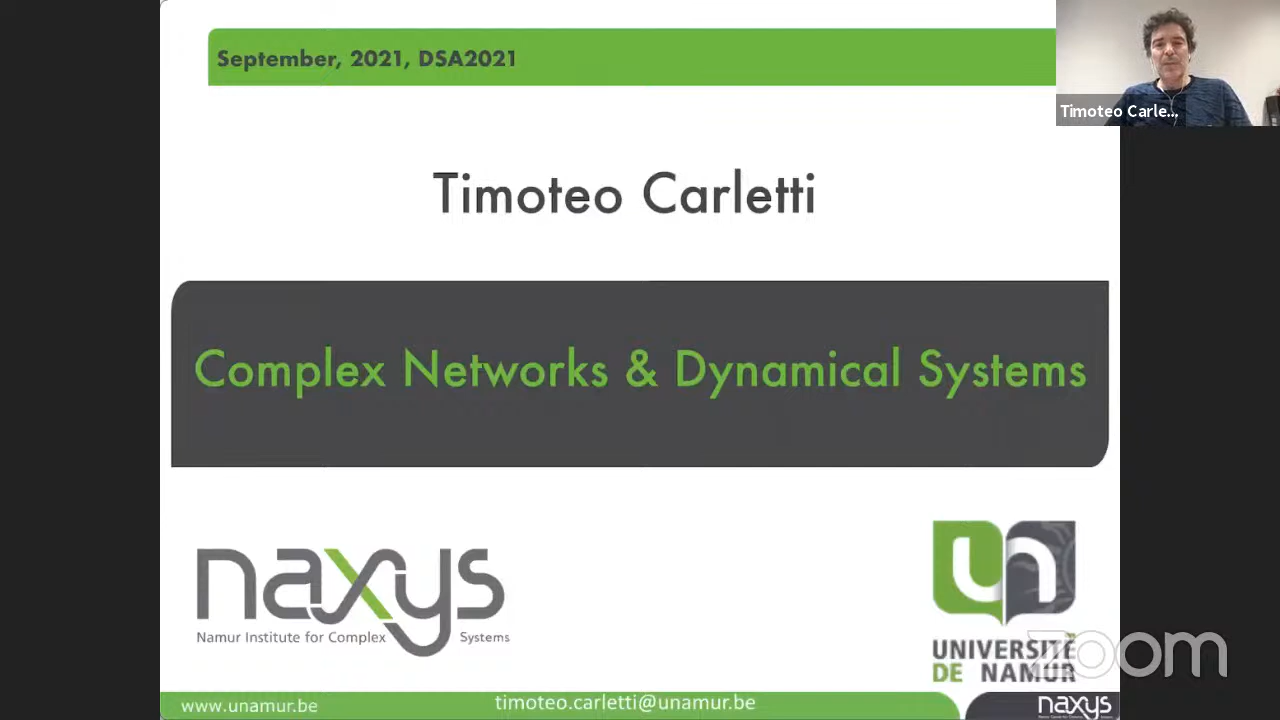 September, 2021, DSA2021
Timoteo Carle...
Timoteo Carletti
Complex Networks & Dynamical Systems
naxys
Namur Institute for Complex Systems
un
UNIVERSITÉ
DE NAMUR
zoom
www.unamur.be
timoteo.carletti@unamur.be
naxys